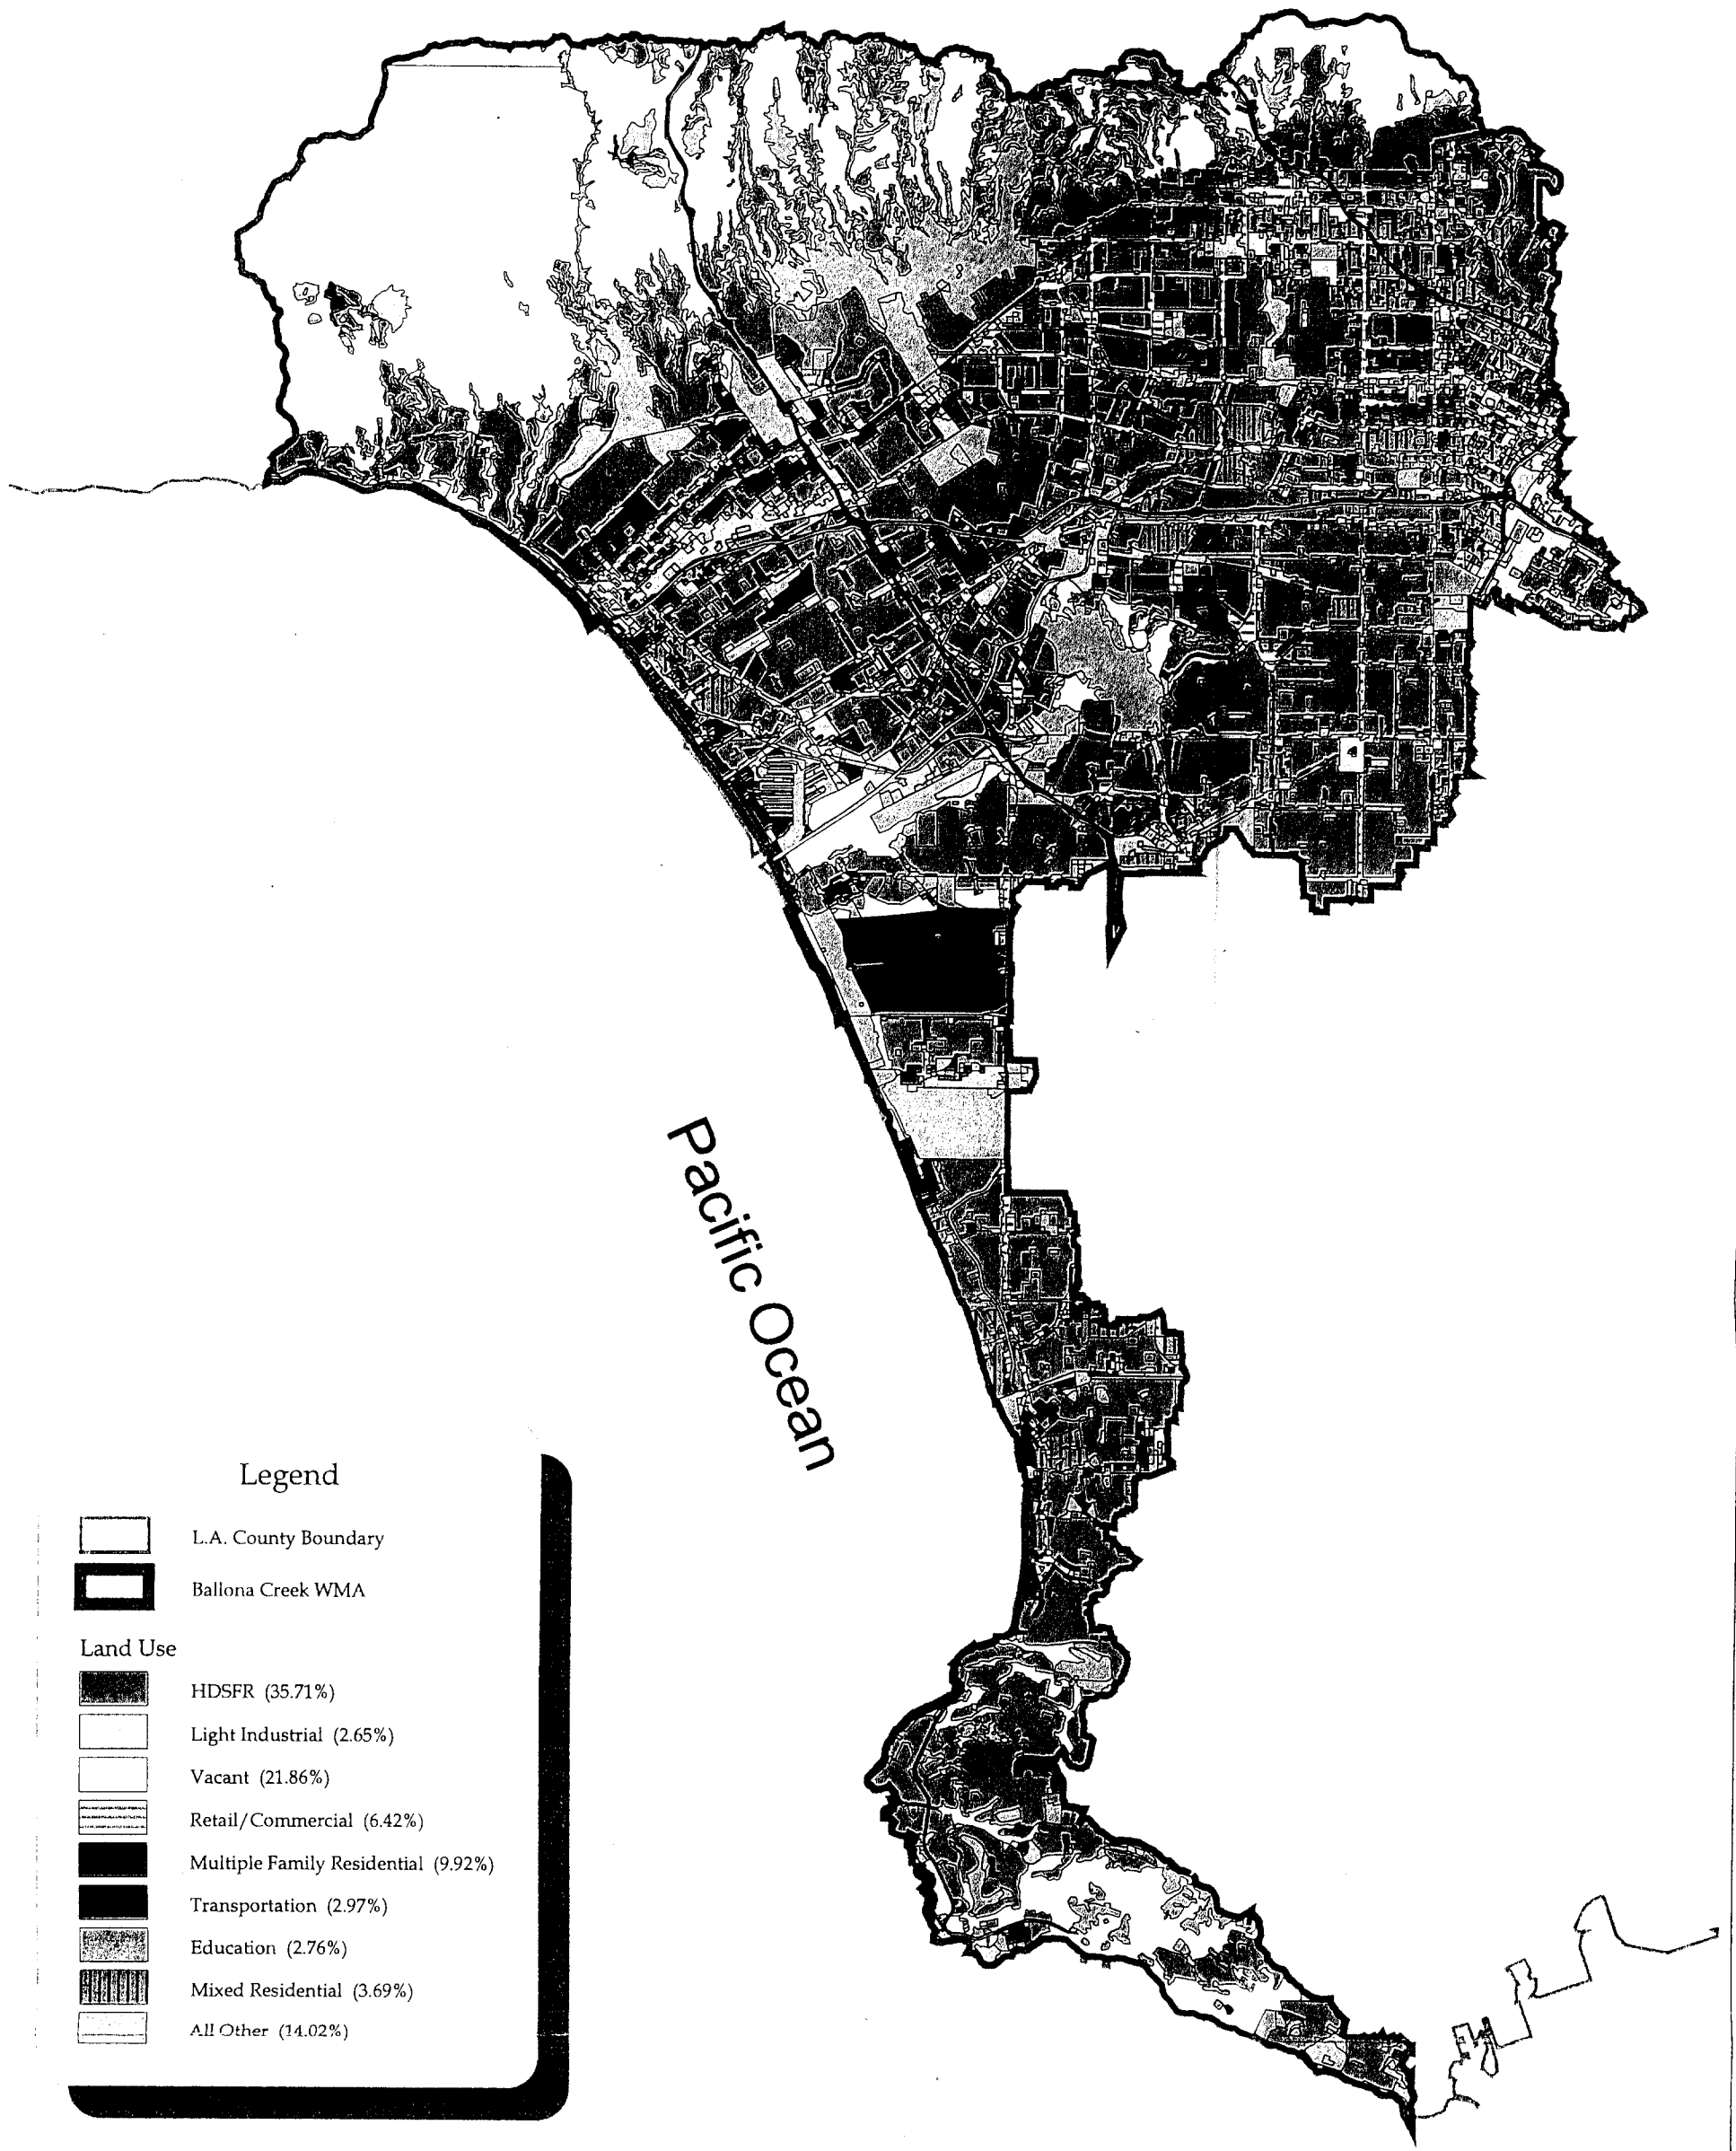 Pacific Ocean
Legend
L.A. County Boundary
Ballona Creek WMA
Land Use
HDSFR (35.71%)
Light Industrial (2.65%)
Vacant (21.86%)
Retail/Commercial (6.42%)
Multiple Family Residential (9.92%)
Transportation (2.97%)
Education (2.76%)
Mixed Residential (3.69%)
All Other (14.02%)